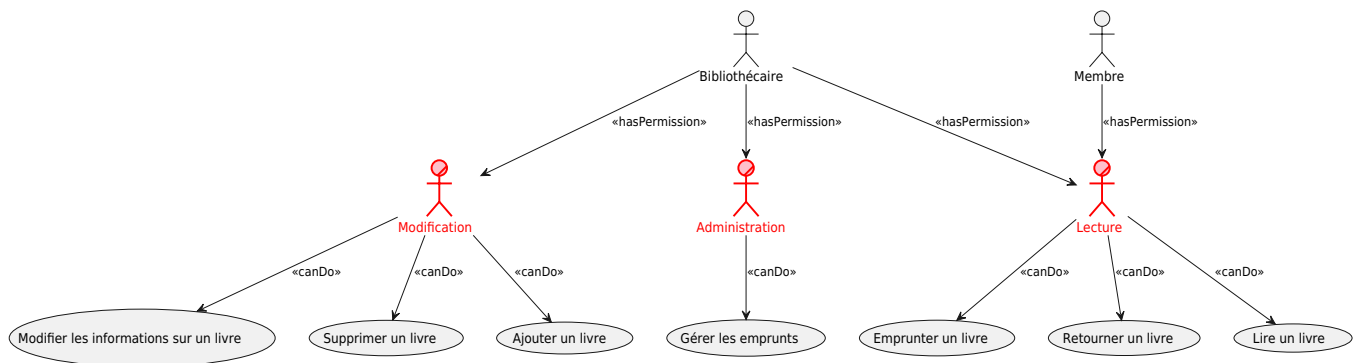 Bibliothécaire
Membre
«hasPermission»
«hasPermission»
«hasPermission»
«hasPermission»
Modification
Administration
Lecture
«canDo»
«canDo»
«canDo»
«canDo»
«canDo»
«canDo»
«canDo»
Modifier les informations sur un livre
Supprimer un livre
Ajouter un livre
Gérer les emprunts
Emprunter un livre
Retourner un livre
Lire un livre